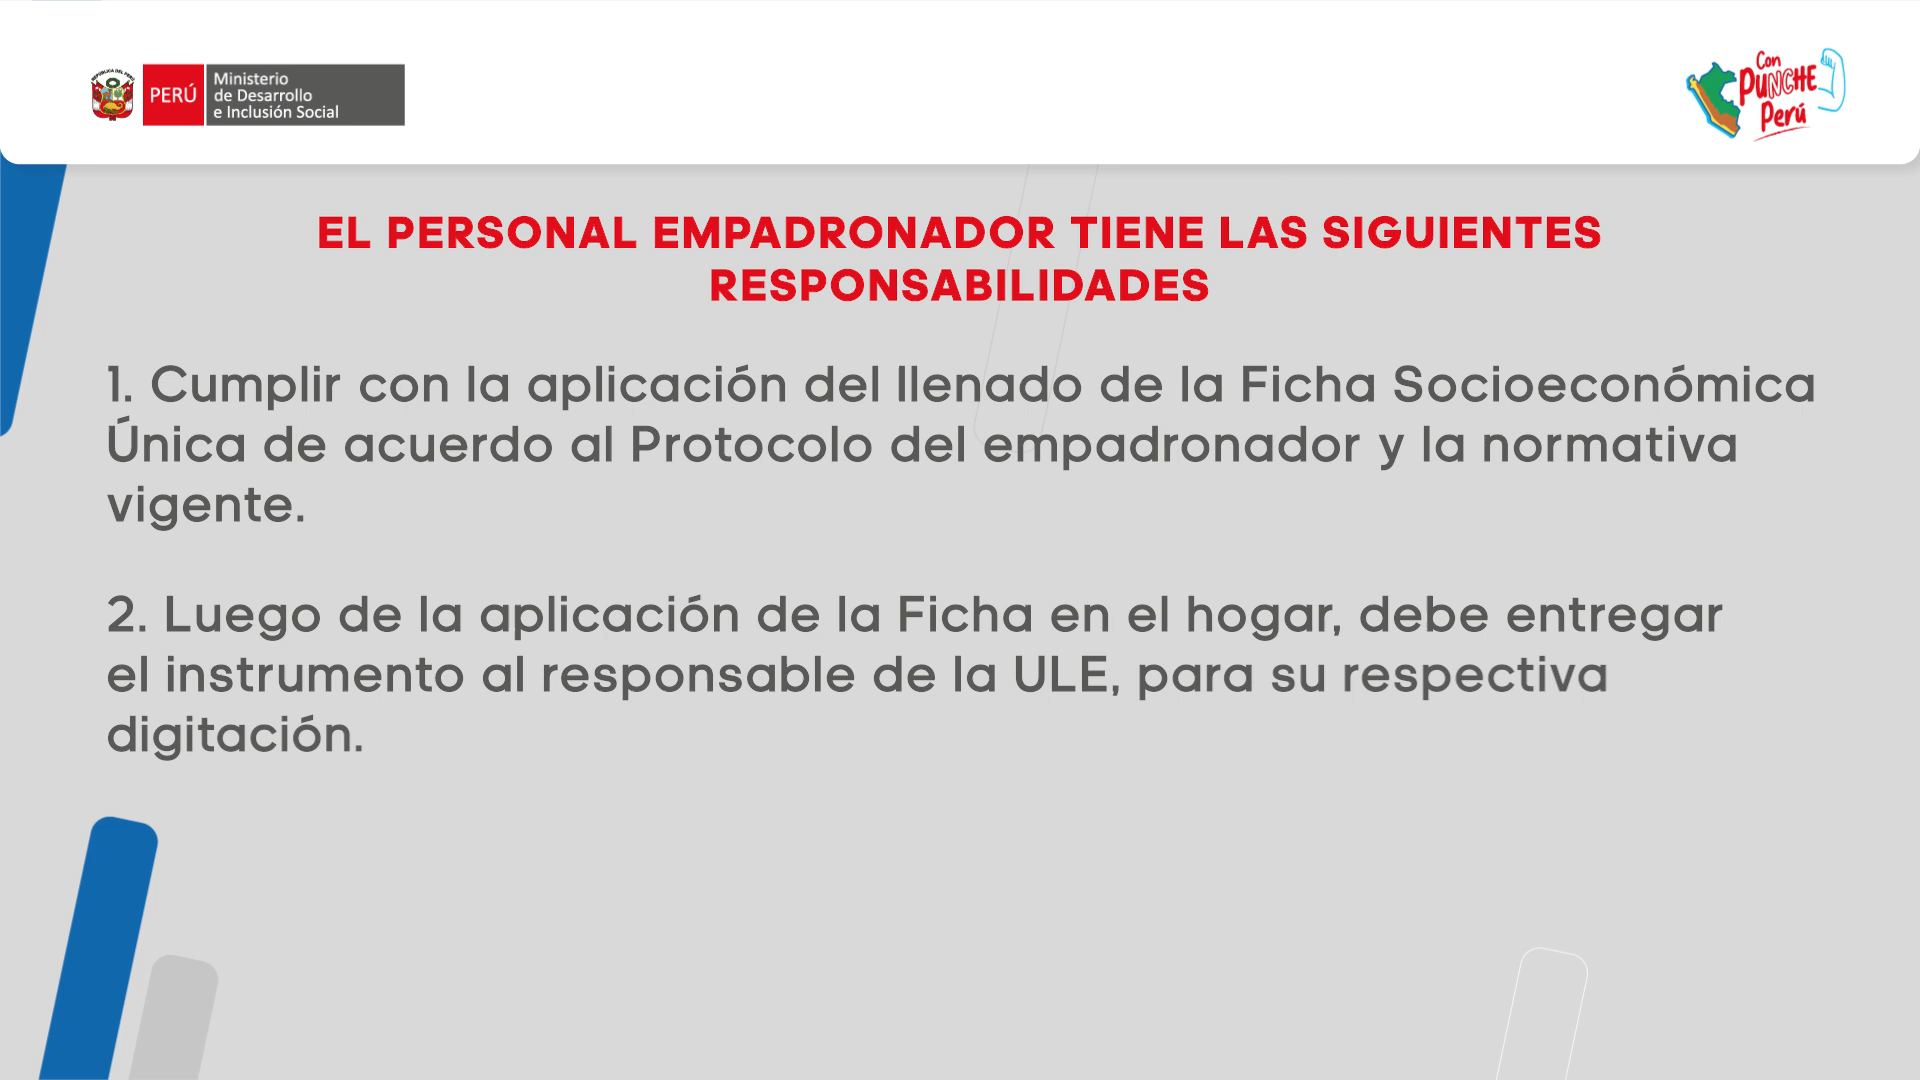 REPÚBLICA DEL PERÚ
PERÚ
Ministerio
de Desarrollo
e Inclusión Social
Con
PUNCHE
Perú
EL PERSONAL EMPADRONADOR TIENE LAS SIGUIENTES
RESPONSABILIDADES
1. Cumplir con la aplicación del llenado de la Ficha Socioeconómica
Única de acuerdo al Protocolo del empadronador y la normativa
vigente.
2. Luego de la aplicación de la Ficha en el hogar, debe entregar
el instrumento al responsable de la ULE, para su respectiva
digitación.